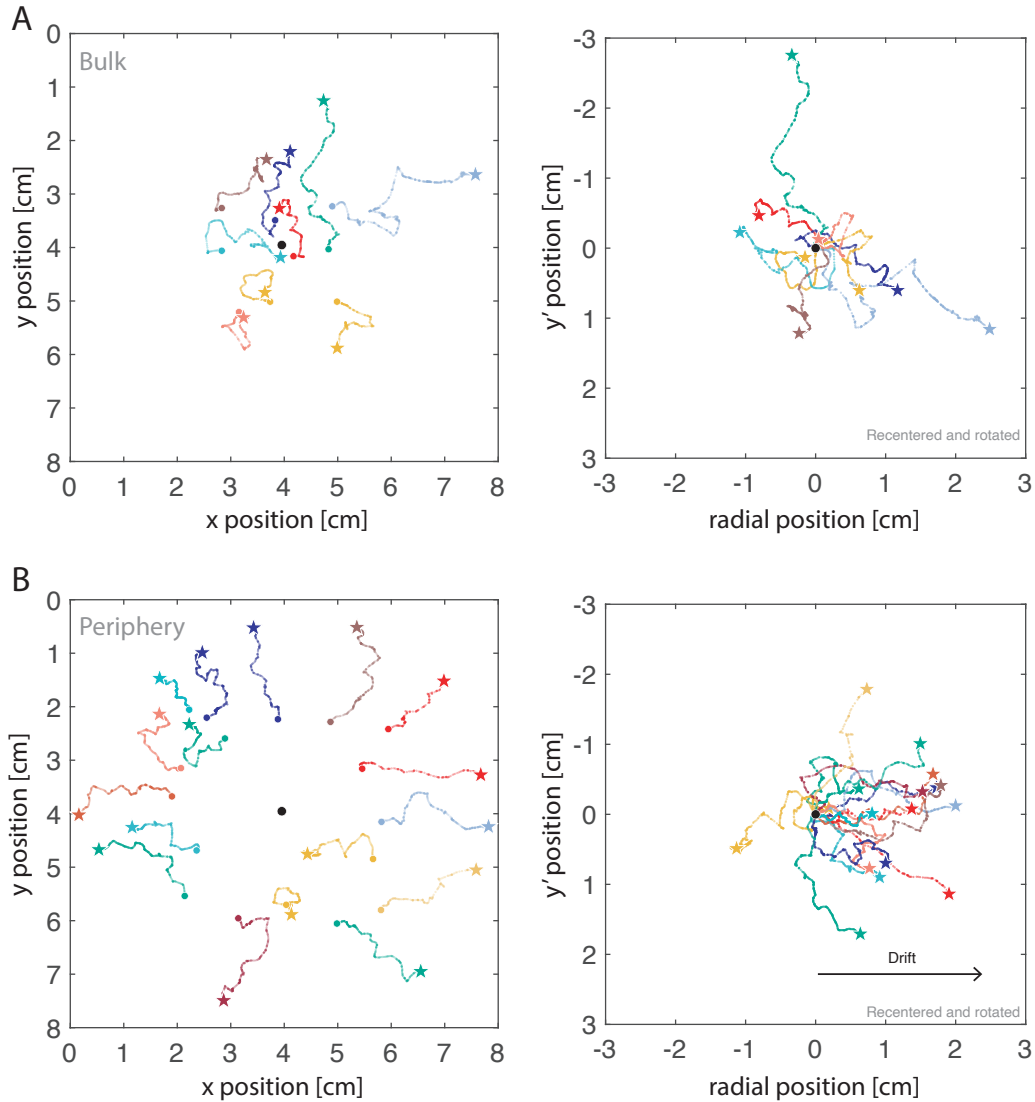 A
Bulk
0
1
2
3
4
5
6
7
8
y position [cm]
0 1 2 3 4 5 6 7 8
x position [cm]
-3
-2
-1
0
1
2
3
y' position [cm]
Recentered and rotated
-3 -2 -1 0 1 2 3
radial position [cm]
B
Periphery
0
1
2
3
4
5
6
7
8
y position [cm]
0 1 2 3 4 5 6 7 8
x position [cm]
-3
-2
-1
0
1
2
3
y' position [cm]
Drift
Recentered and rotated
-3 -2 -1 0 1 2 3
radial position [cm]